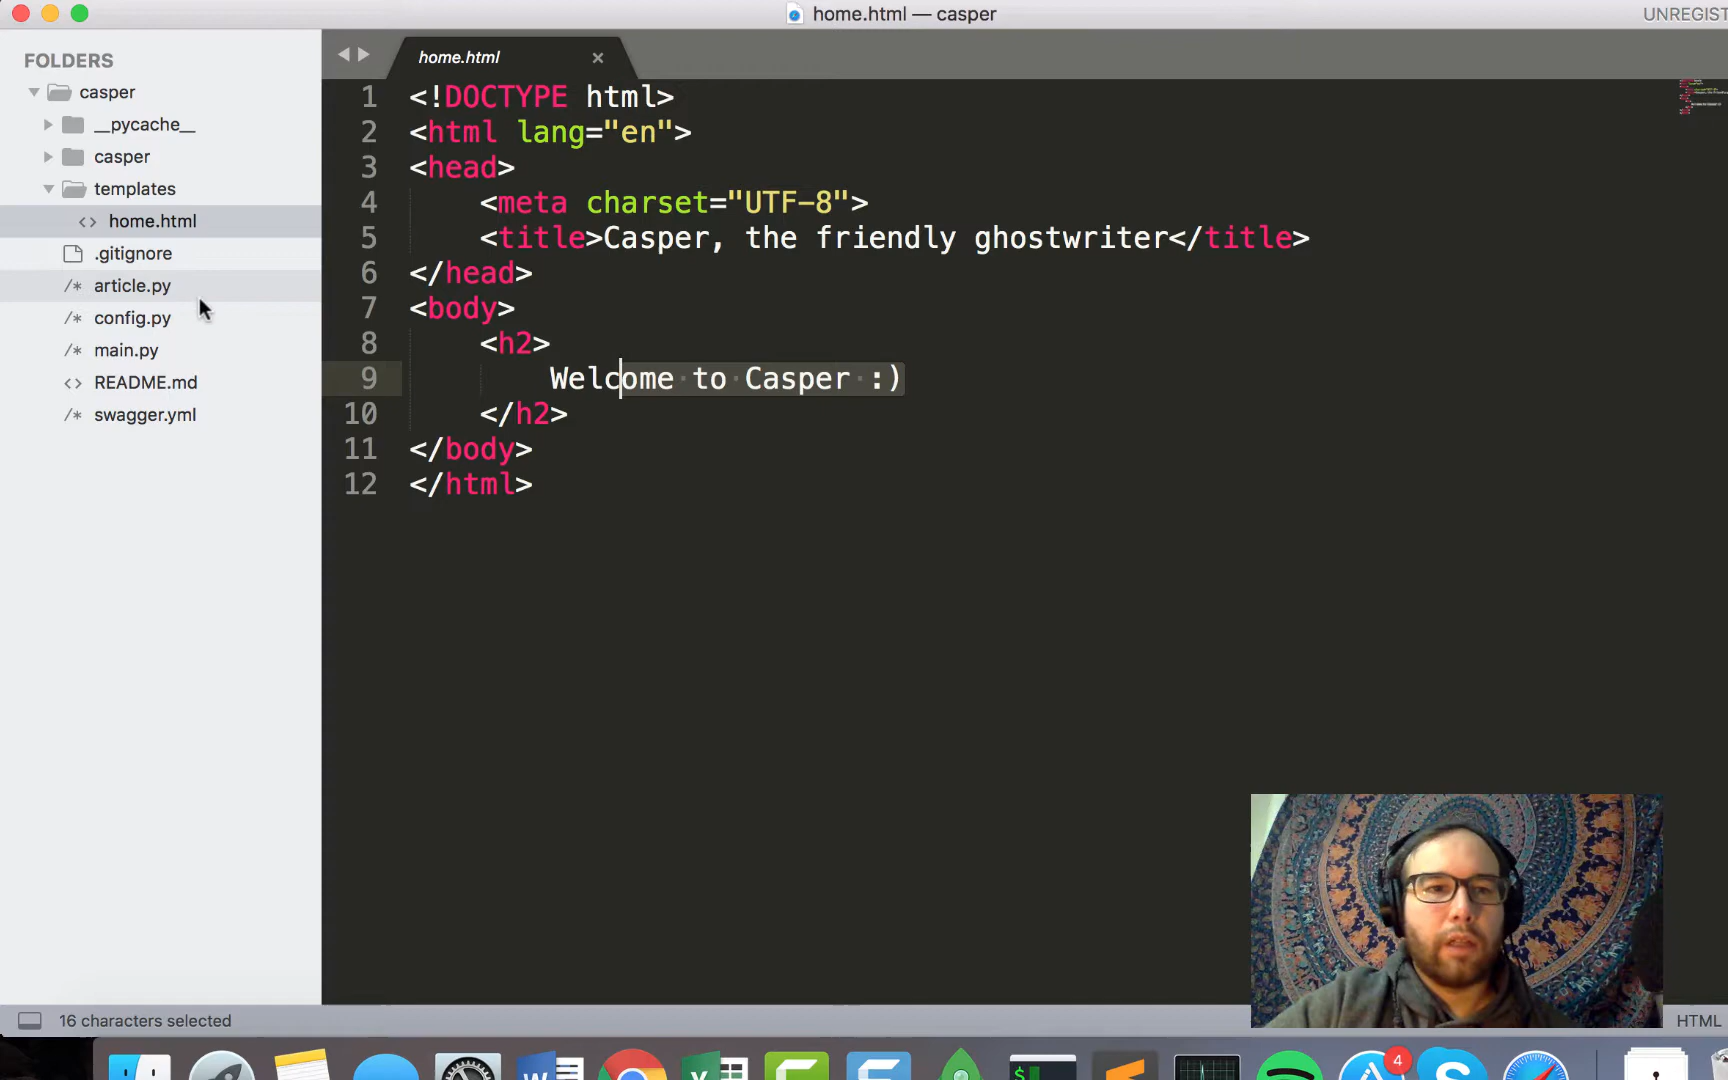 home.html — casper
UNREGIST
FOLDERS
casper
__pycache__
casper
templates
<> home.html
.gitignore
/* article.py
/* config.py
/* main.py
<> README.md
/* swagger.yml
home.html ×
1 <!DOCTYPE html>
2 <html lang="en">
3 <head>
4 <meta charset="UTF-8">
5 <title>Casper, the friendly ghostwriter</title>
6 </head>
7 <body>
8 <h2>
9 Welcome to Casper :)
10 </h2>
11 </body>
12 </html>
16 characters selected
HTML
W
X
$
4
S